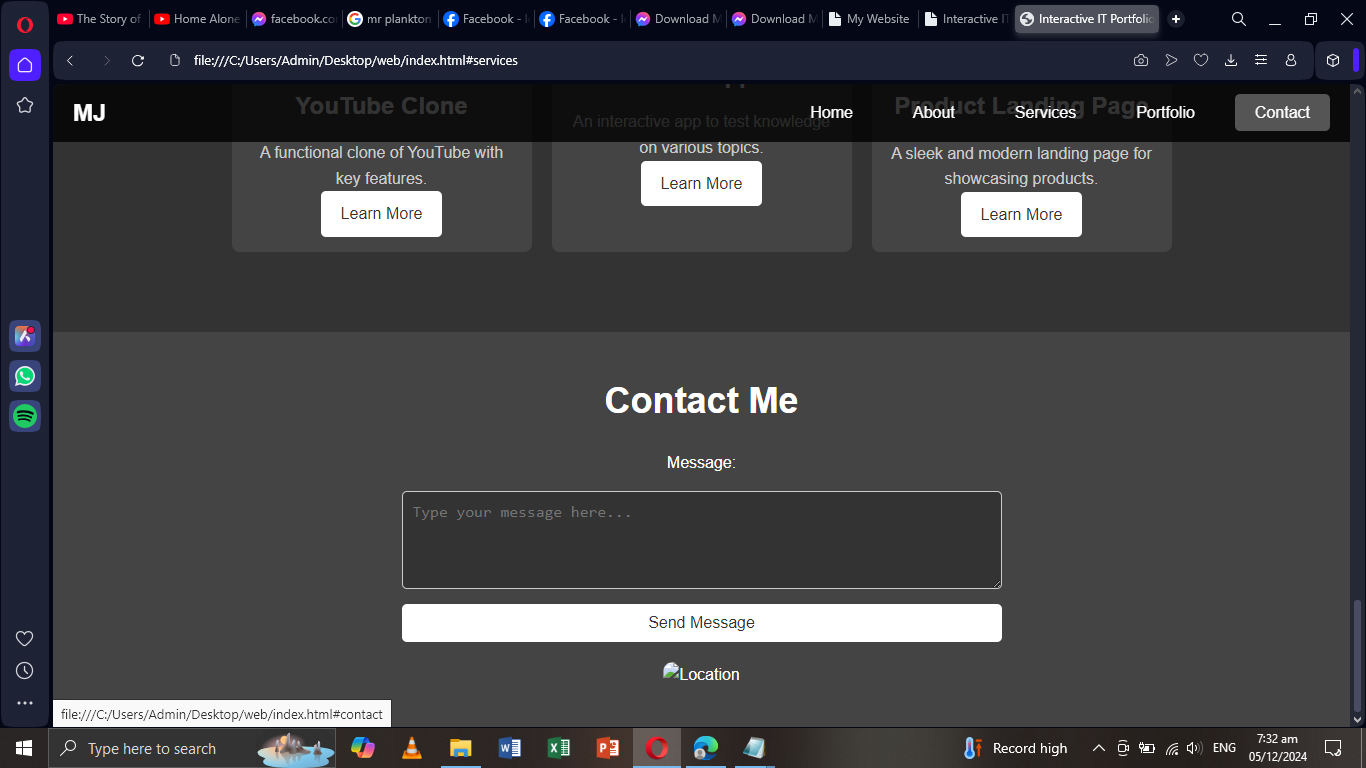 The Story of
Home Alone
facebook.co
mr plankton
Facebook - l
Facebook - l
Download M
Download M
My Website
Interactive IT
Interactive IT Portfolio
file:///C:/Users/Admin/Desktop/web/index.html#services
MJ
Home
About
Services
Portfolio
Contact
YouTube Clone
A functional clone of YouTube with
key features.
Learn More
An interactive app to test knowledge
on various topics.
Learn More
Product Landing Page
A sleek and modern landing page for
showcasing products.
Learn More
Contact Me
Message:
Type your message here...
Send Message
Location
file:///C:/Users/Admin/Desktop/web/index.html#contact
Type here to search
Record high
ENG
7:32 am
05/12/2024